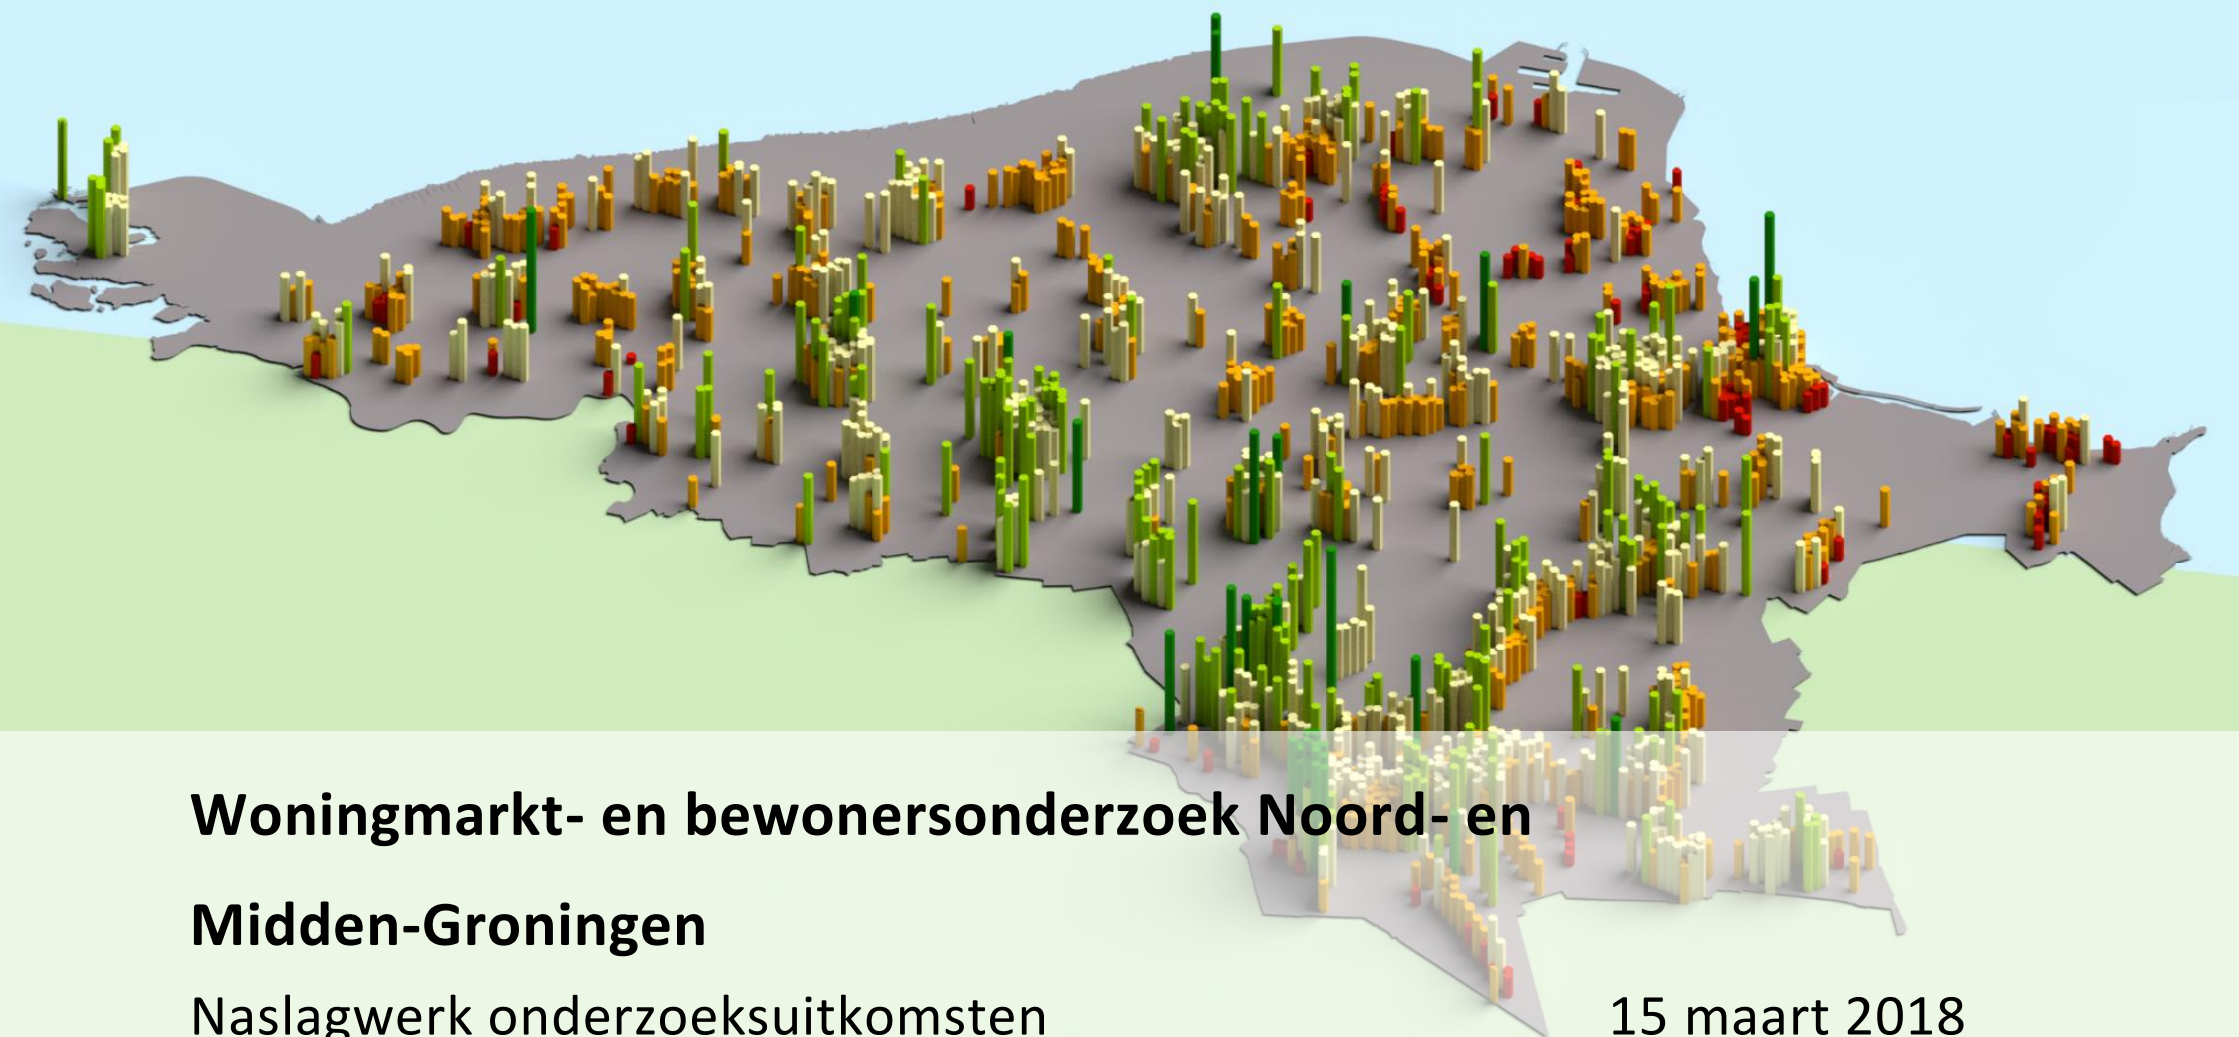 Woningmarkt- en bewonersonderzoek Noord- en
Midden-Groningen
Naslagwerk onderzoeksuitkomsten 15 maart 2018